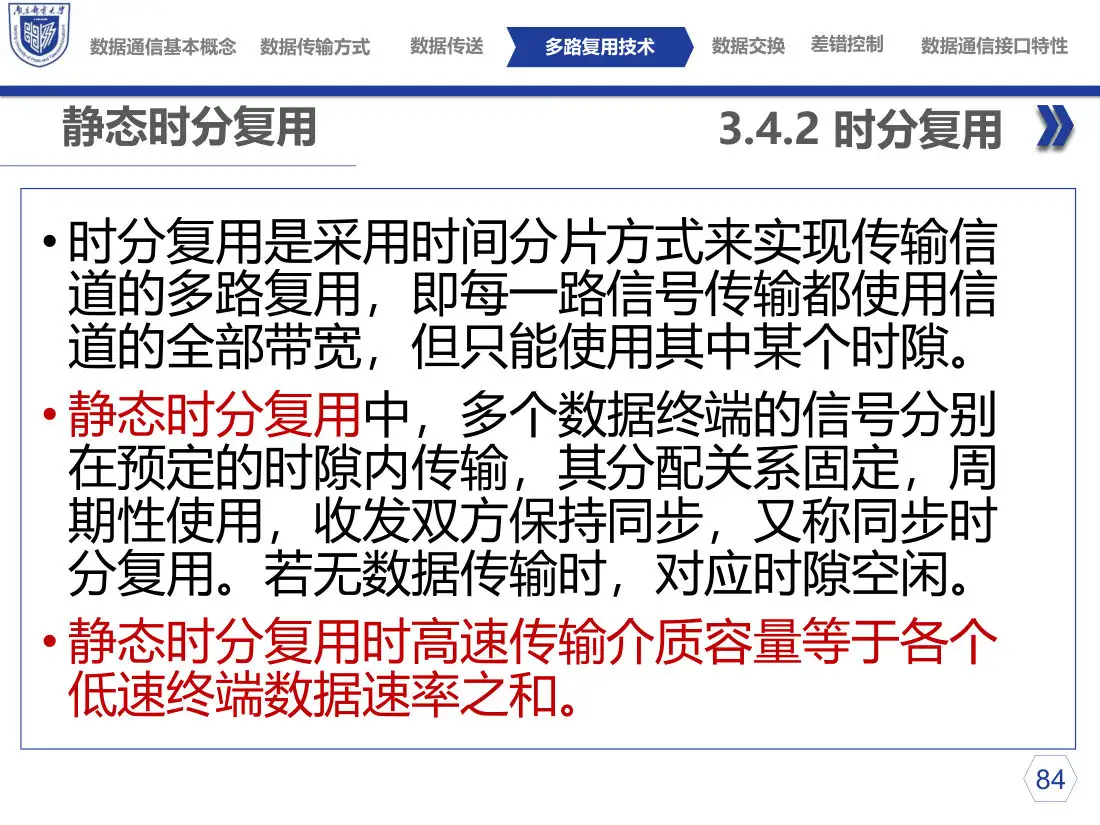 数据通信基本概念 数据传输方式 数据传送 多路复用技术 数据交换 差错控制 数据通信接口特性
静态时分复用
3.4.2 时分复用
•时分复用是采用时间分片方式来实现传输信
道的多路复用，即每一路信号传输都使用信
道的全部带宽，但只能使用其中某个时隙。
•静态时分复用中，多个数据终端的信号分别
在预定的时隙内传输，其分配关系固定，周
期性使用，收发双方保持同步，又称同步时
分复用。若无数据传输时，对应时隙空闲。
•静态时分复用时高速传输介质容量等于各个
低速终端数据速率之和。
84